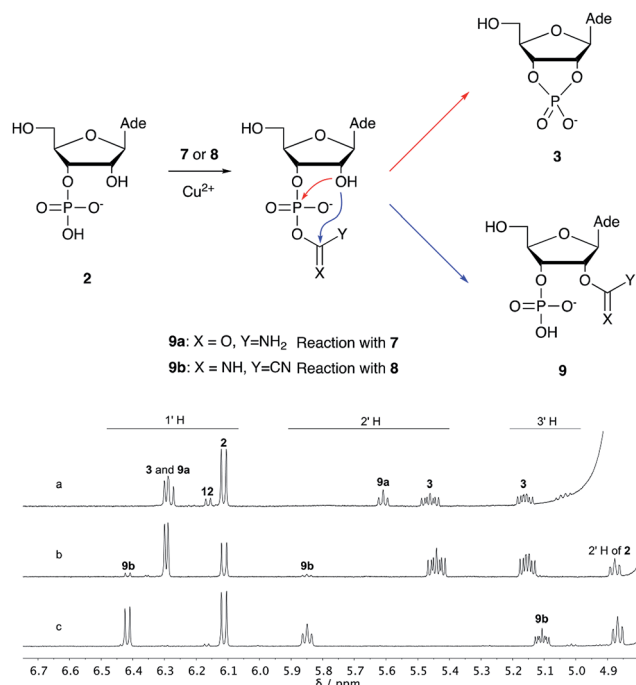 HO
O
Ade
O
O
P
O
O-
3
HO
O
Ade
O
OH
O=P-O-
OH
2
7 or 8
Cu2+
HO
O
Ade
O
OH
O=P-O-
O
Y
X
HO
O
Ade
O
O
Y
O=P-O-
X
OH
9
9a: X = O, Y=NH2 Reaction with 7
9b: X = NH, Y=CN Reaction with 8
1' H
2' H
3' H
2
3 and 9a
12
9a
3
3
a
b
9b
9b
2' H of 2
c
9b
6.7 6.6 6.5 6.4 6.3 6.2 6.1 6.0 5.9 5.8 5.7 5.6 5.5 5.4 5.3 5.2 5.1 5.0 4.9
δ / ppm